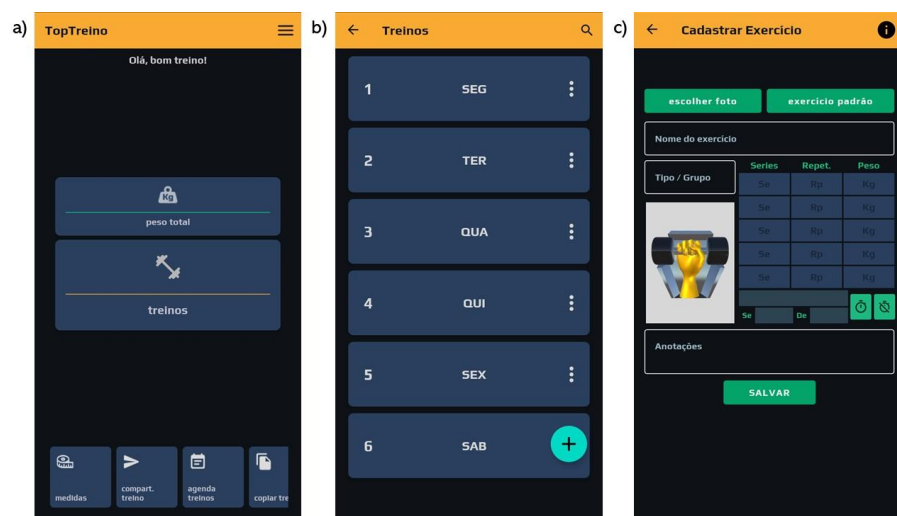 a)
TopTreino
Olá, bom treino!
Kg
peso total
treinos
medidas
compart.
treino
agenda
treinos
copiar tre
b)
Treinos
1 SEG
2 TER
3 QUA
4 QUI
5 SEX
6 SAB
c)
Cadastrar Exercício
escolher foto exercício padrão
Nome do exercício
Tipo / Grupo
Series Repet. Peso
Se Rp Kg
Se Rp Kg
Se Rp Kg
Se Rp Kg
Se Rp Kg
Se De
Anotações
SALVAR